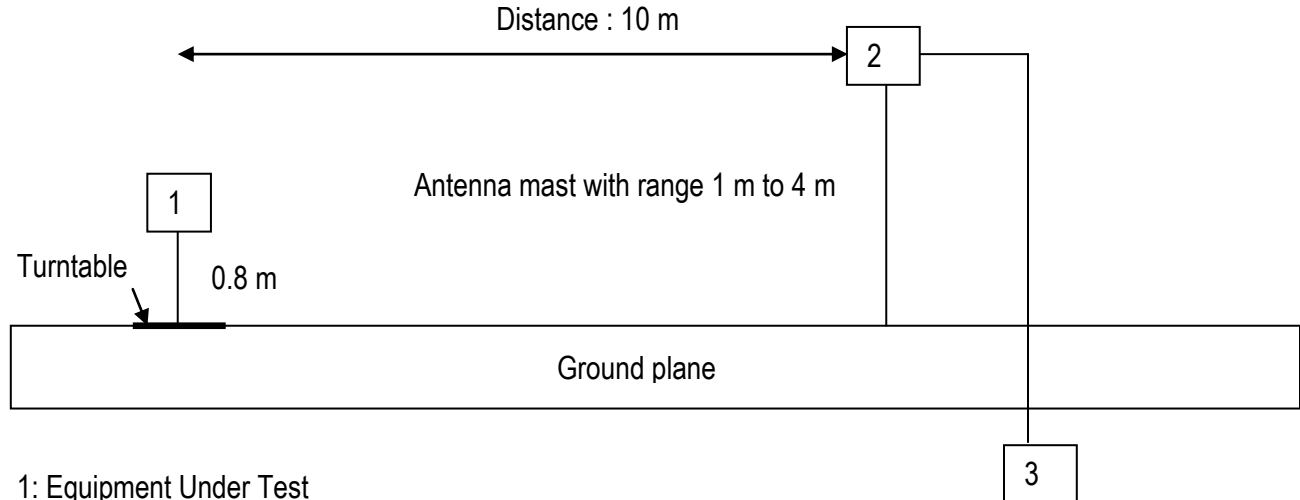 Distance : 10 m
2
Antenna mast with range 1 m to 4 m
1
Turntable
0.8 m
Ground plane
3
1: Equipment Under Test